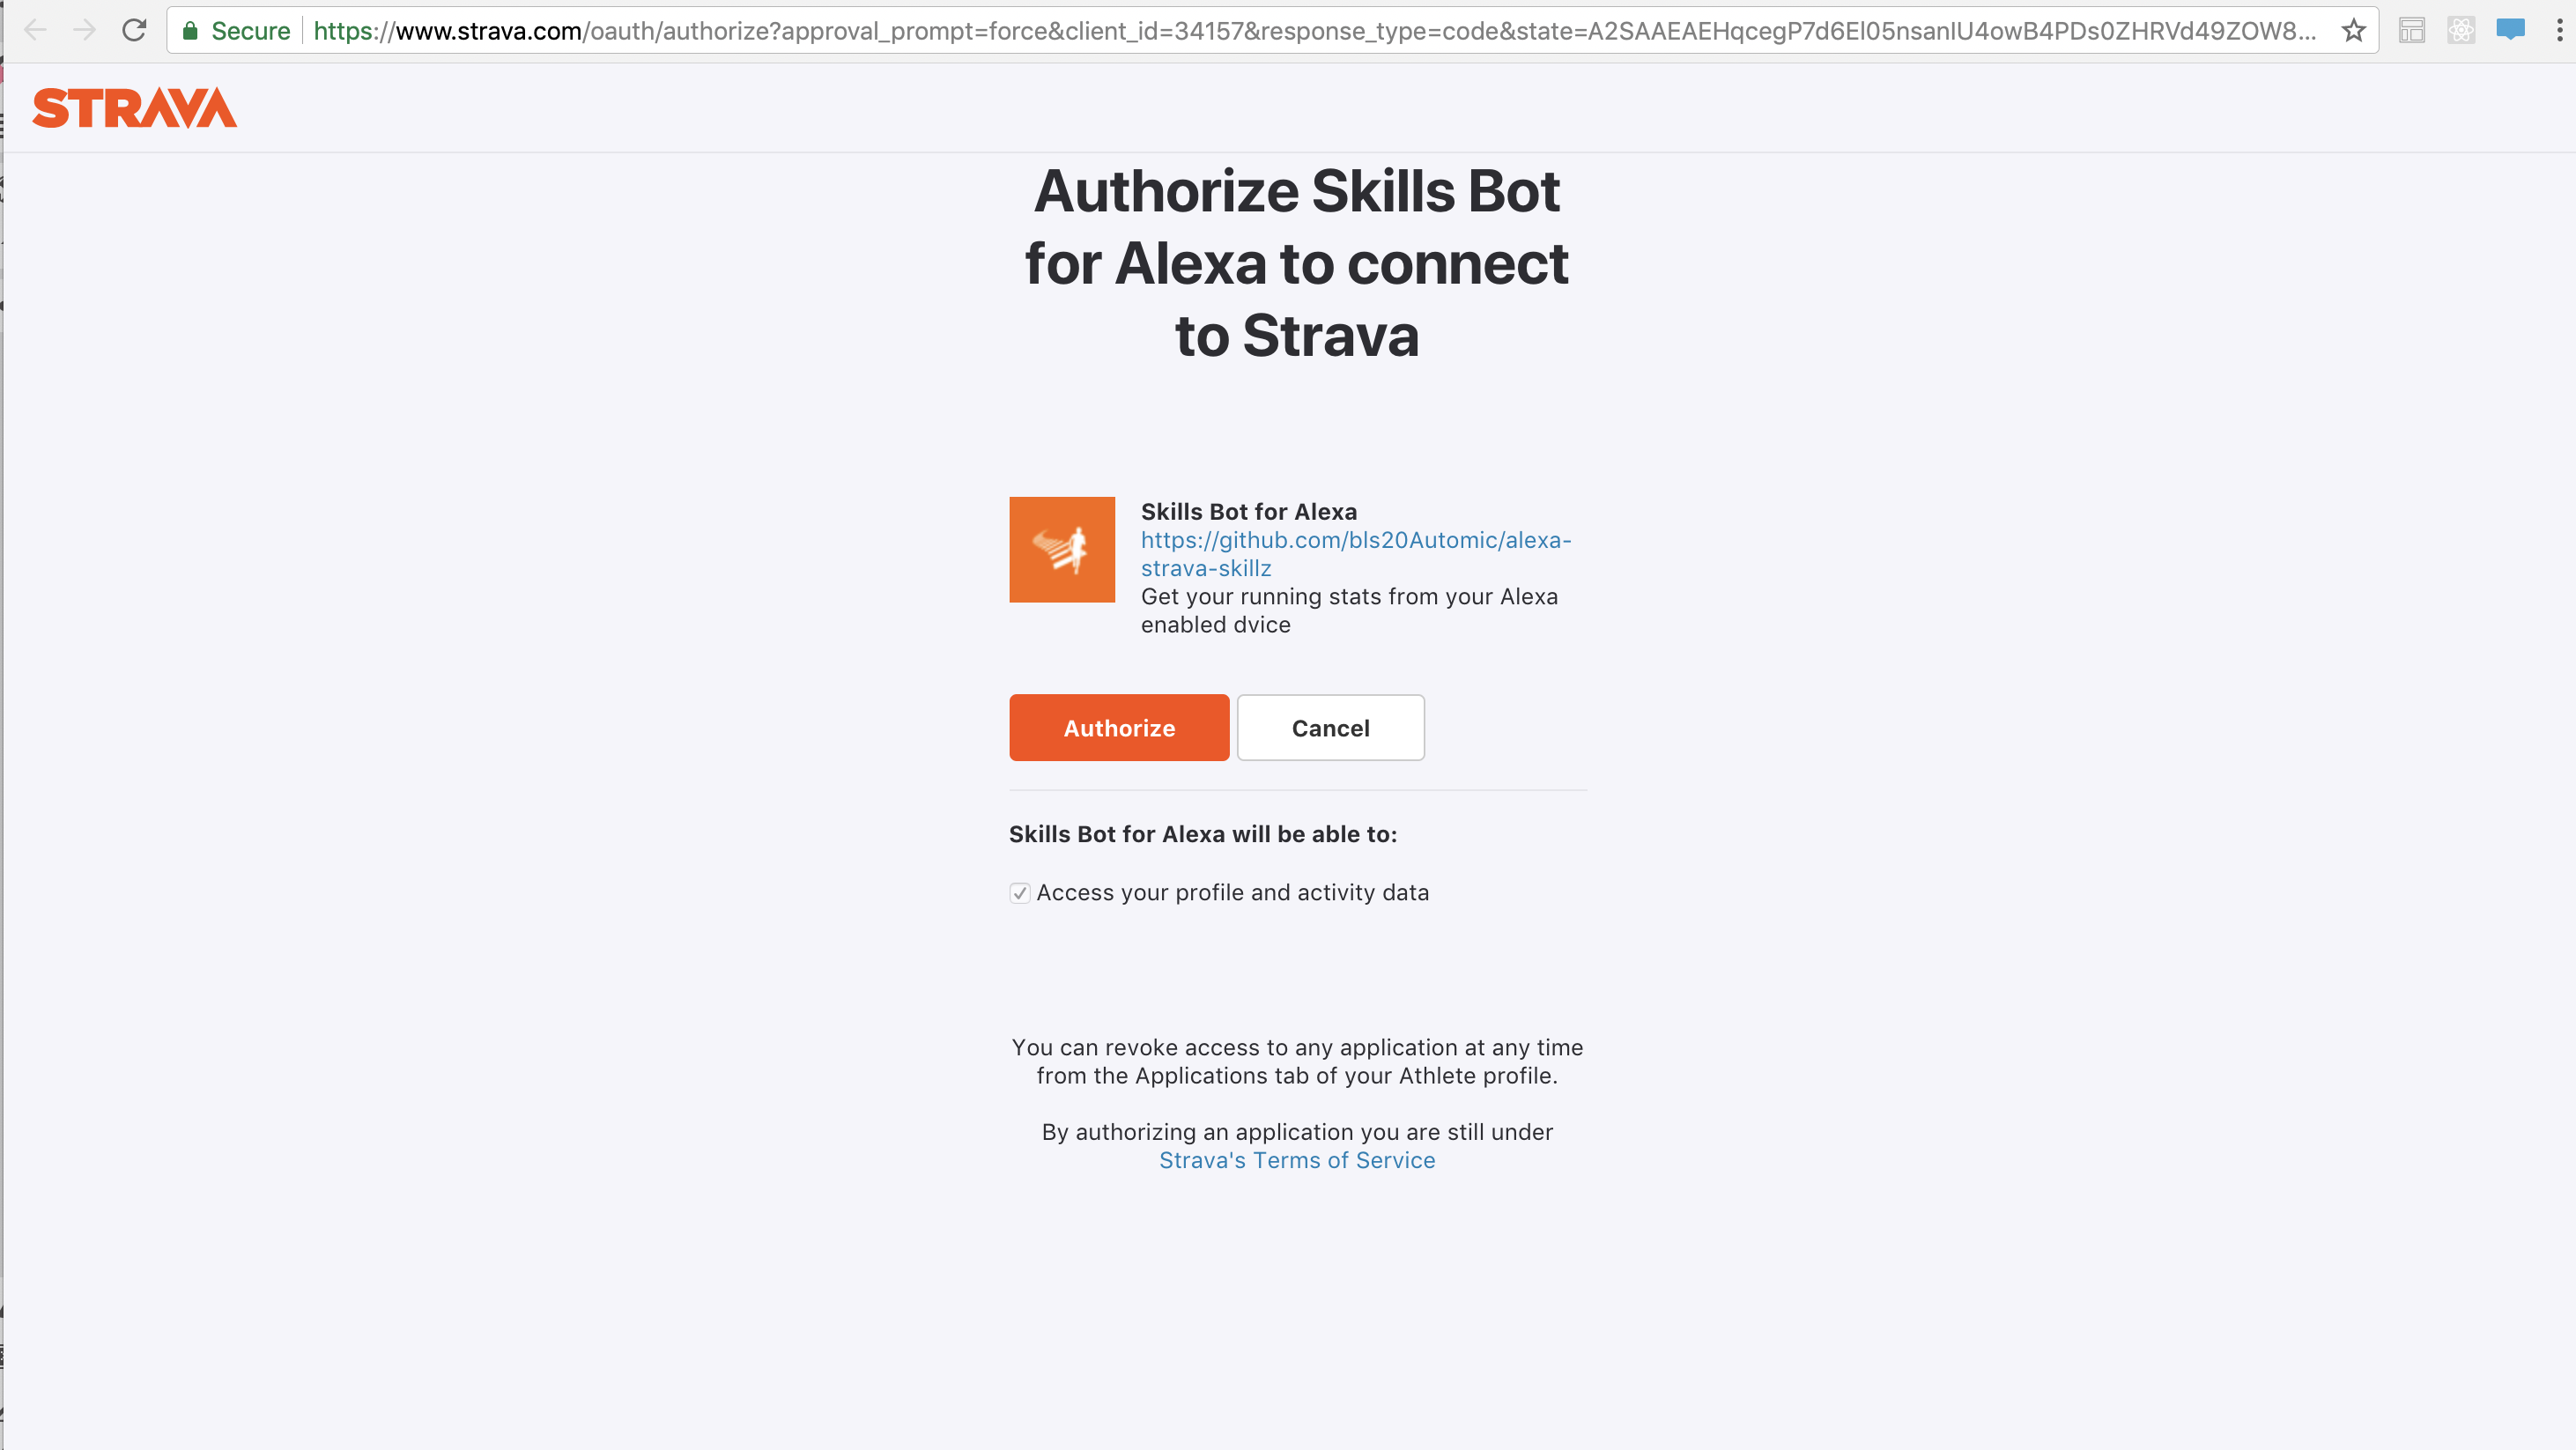 Secure https://www.strava.com/oauth/authorize?approval_prompt=force&client_id=34157&response_type=code&state=A2SAAEAEHqcegP7d6El05nsanlU4owB4PDs0ZHRVd49ZOW8...
STRAVA
Authorize Skills Bot
for Alexa to connect
to Strava
Skills Bot for Alexa
https://github.com/bls20Automic/alexa-
strava-skillz
Get your running stats from your Alexa
enabled dvice
Authorize Cancel
Skills Bot for Alexa will be able to:
Access your profile and activity data
You can revoke access to any application at any time
from the Applications tab of your Athlete profile.
By authorizing an application you are still under
Strava's Terms of Service